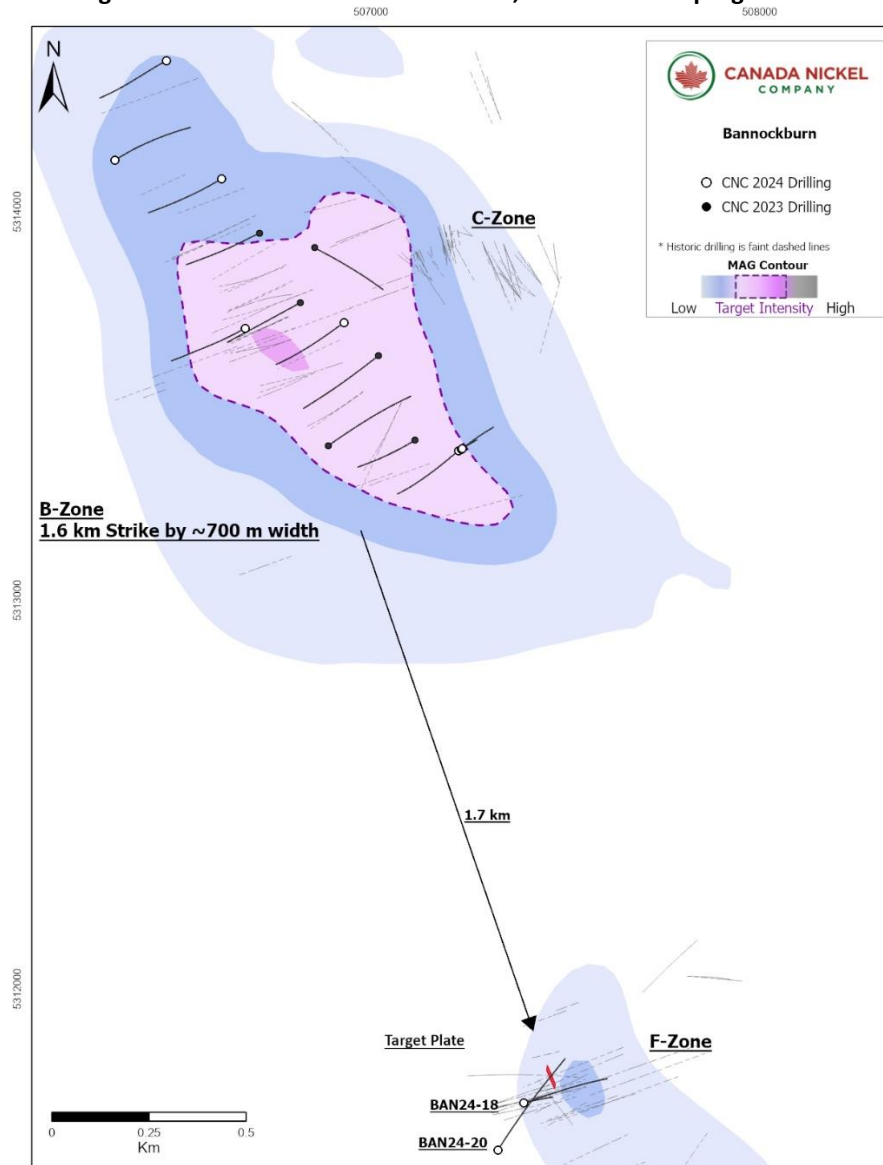 507000
508000
N
CANADA NICKEL
COMPANY
Bannockburn
CNC 2024 Drilling
CNC 2023 Drilling
* Historic drilling is faint dashed lines
MAG Contour
Low Target Intensity High
5314000
C-Zone
B-Zone
1.6 km Strike by ~700 m width
5313000
1.7 km
5312000
Target Plate
F-Zone
BAN24-18
BAN24-20
0 0.25 0.5
Km